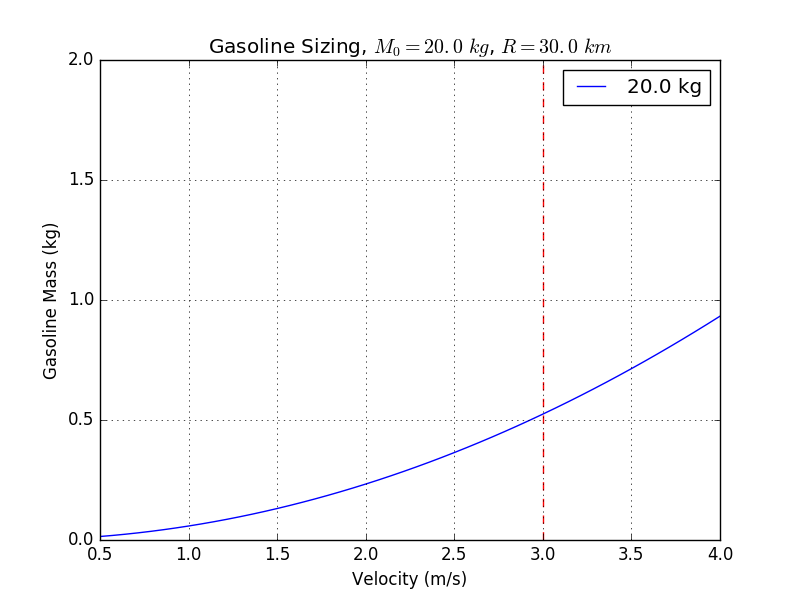 Gasoline Sizing, M₀ = 20.0 kg, R = 30.0 km
20.0 kg
2.0
1.5
1.0
0.5
0.0
Gasoline Mass (kg)
0.5 1.0 1.5 2.0 2.5 3.0 3.5 4.0
Velocity (m/s)